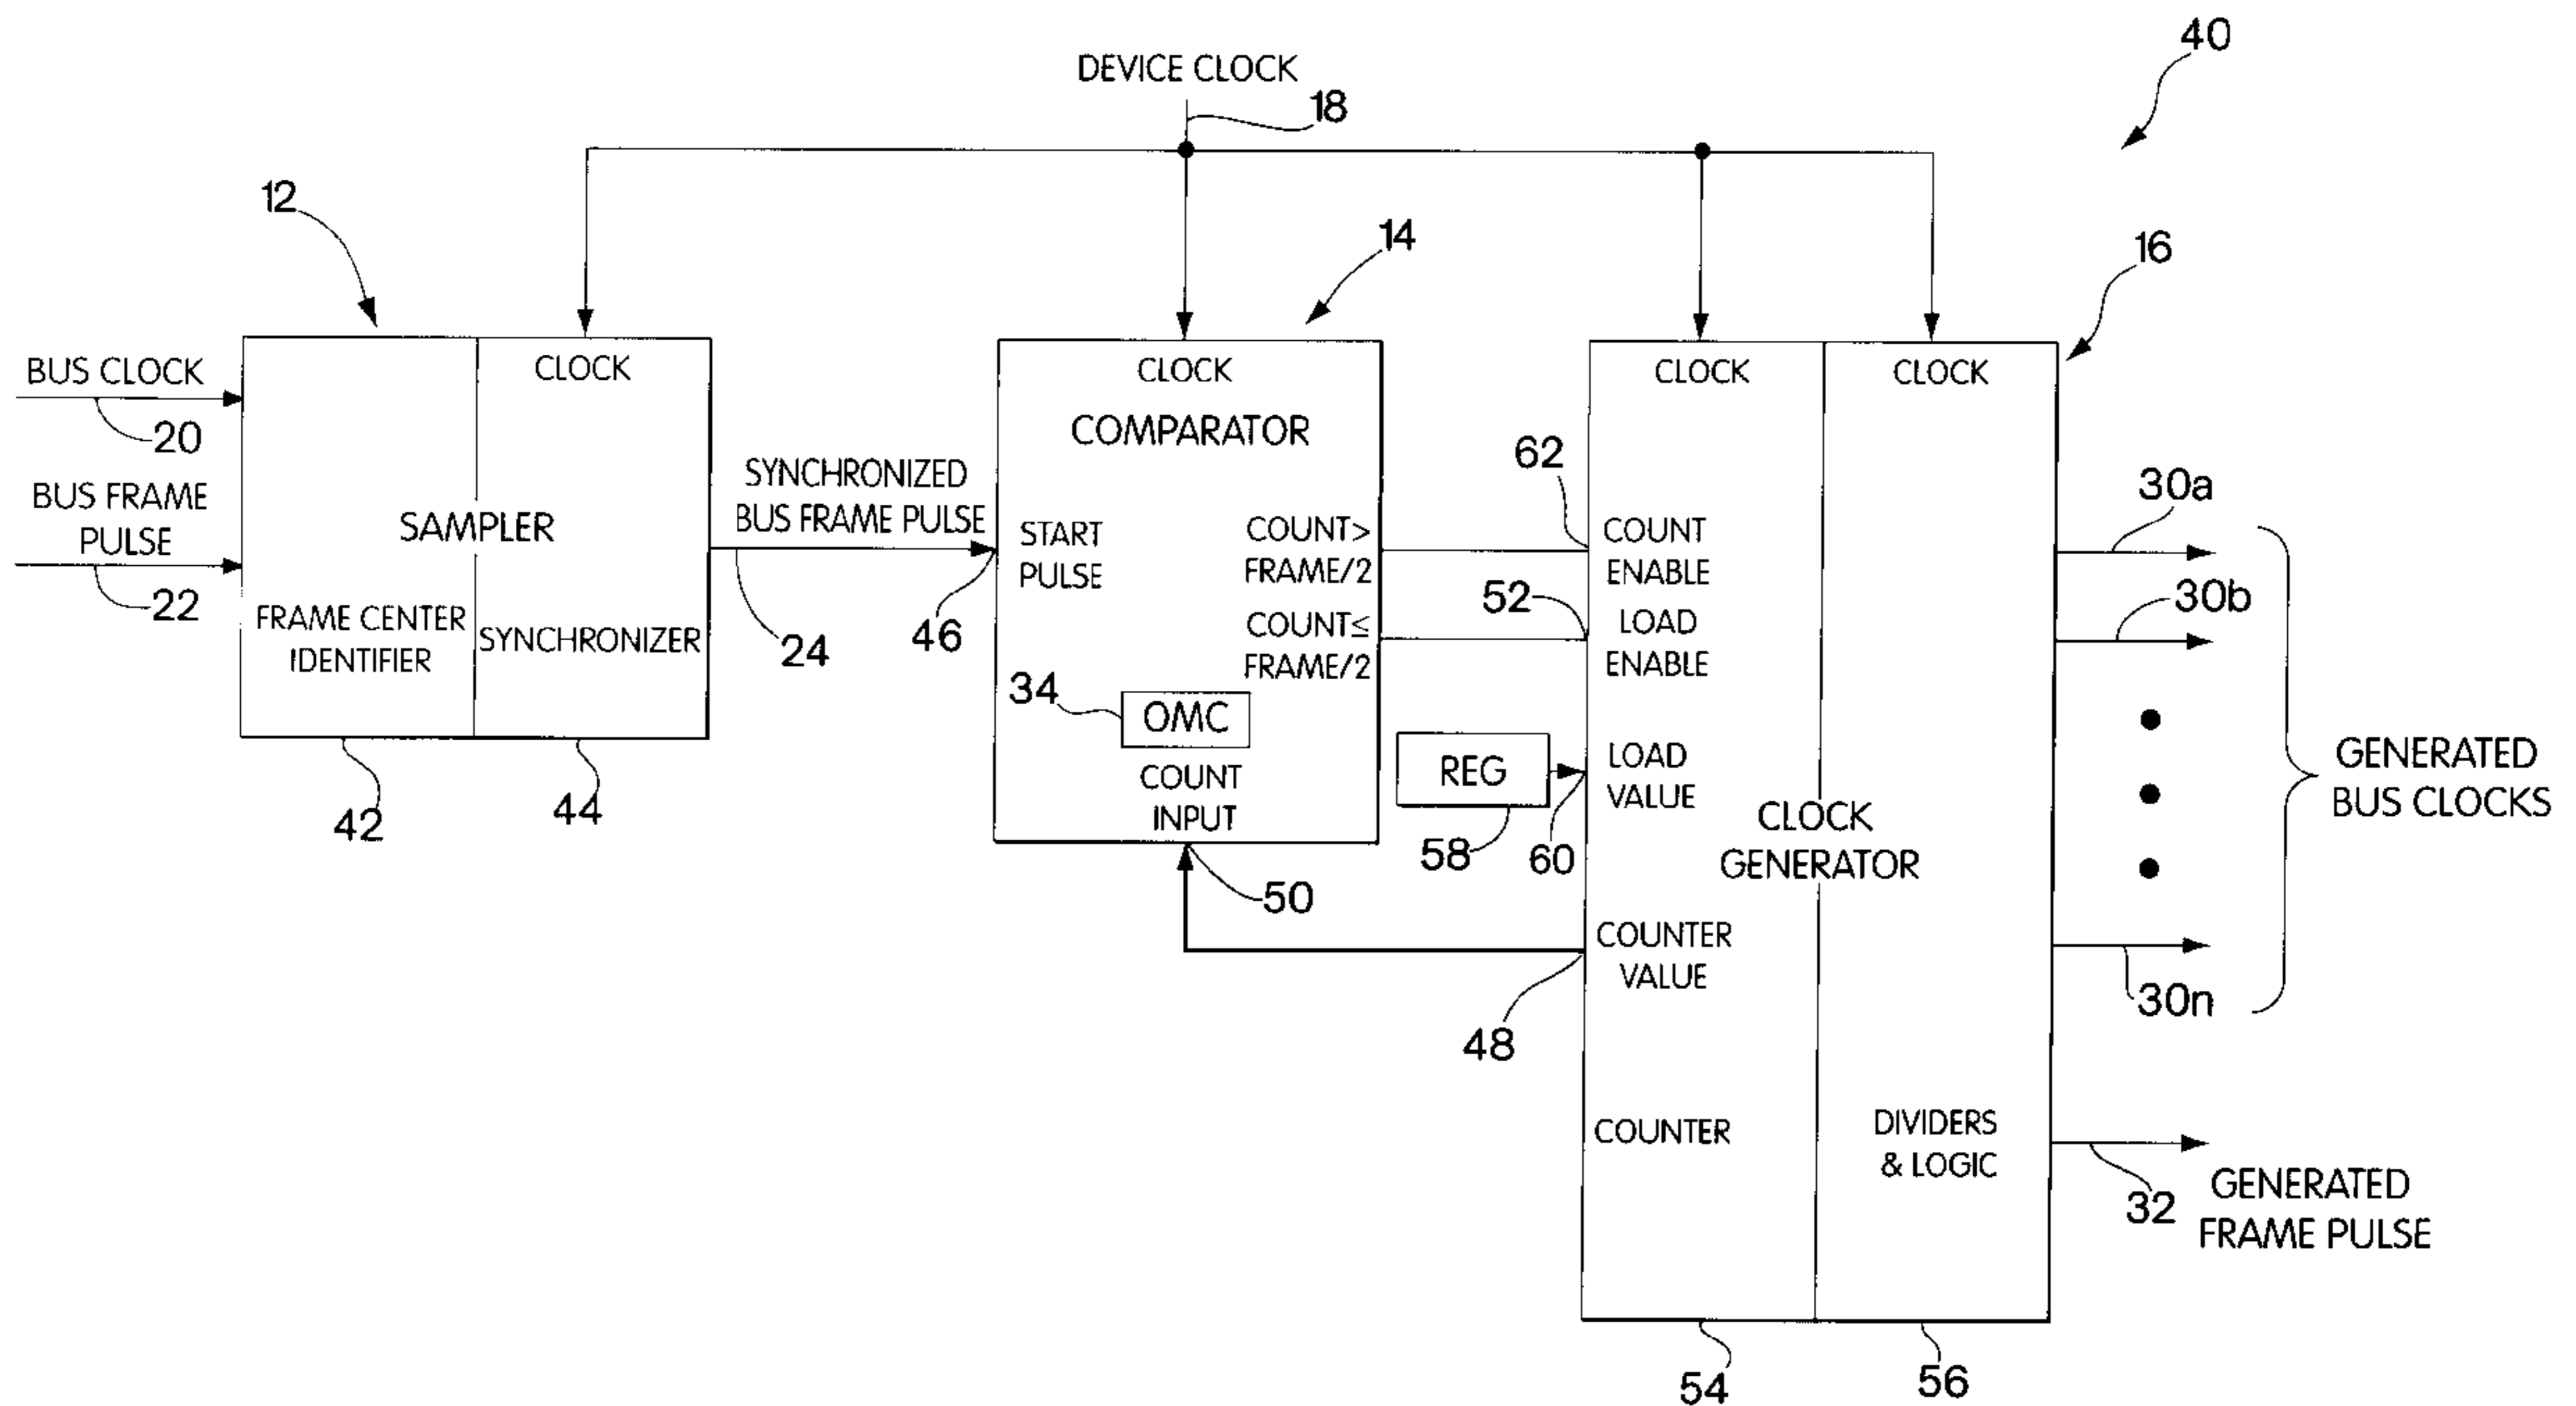 40
DEVICE CLOCK
18
12
14
16
BUS CLOCK
20
BUS FRAME
PULSE
22
CLOCK
SAMPLER
FRAME CENTER
IDENTIFIER
SYNCHRONIZER
42
44
SYNCHRONIZED
BUS FRAME PULSE
24
46
CLOCK
COMPARATOR
START
PULSE
COUNT>
FRAME/2
COUNT≤
FRAME/2
34
OMC
COUNT
INPUT
50
62
52
REG
58
60
48
CLOCK
CLOCK
COUNT
ENABLE
LOAD
ENABLE
LOAD
VALUE
CLOCK
GENERATOR
COUNTER
VALUE
COUNTER
DIVIDERS
& LOGIC
54
56
30a
30b
30n
GENERATED
BUS CLOCKS
32
GENERATED
FRAME PULSE